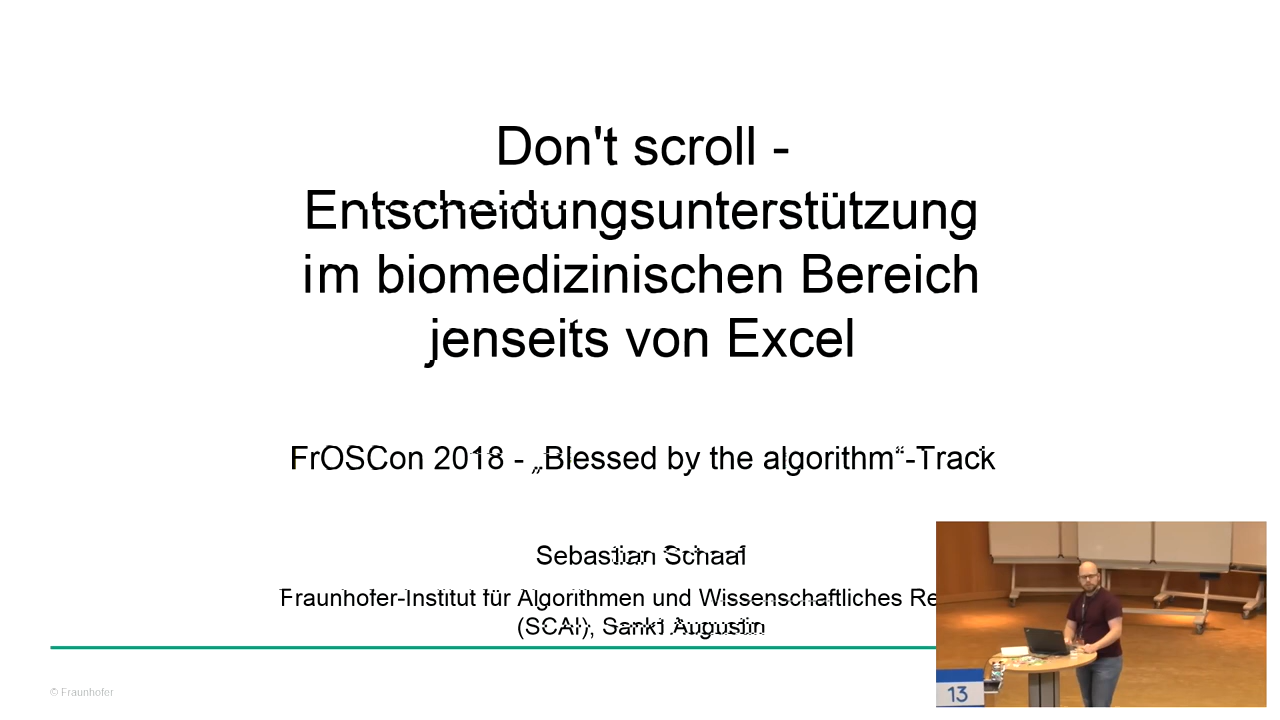 Don't scroll -
Entscheidungsunterstützung
im biomedizinischen Bereich
jenseits von Excel
FrOSCon 2018 - „Blessed by the algorithm“-Track
Sebastian Schaaf
Fraunhofer-Institut für Algorithmen und Wissenschaftliches Re
(SCAI), Sankt Augustin
© Fraunhofer
13